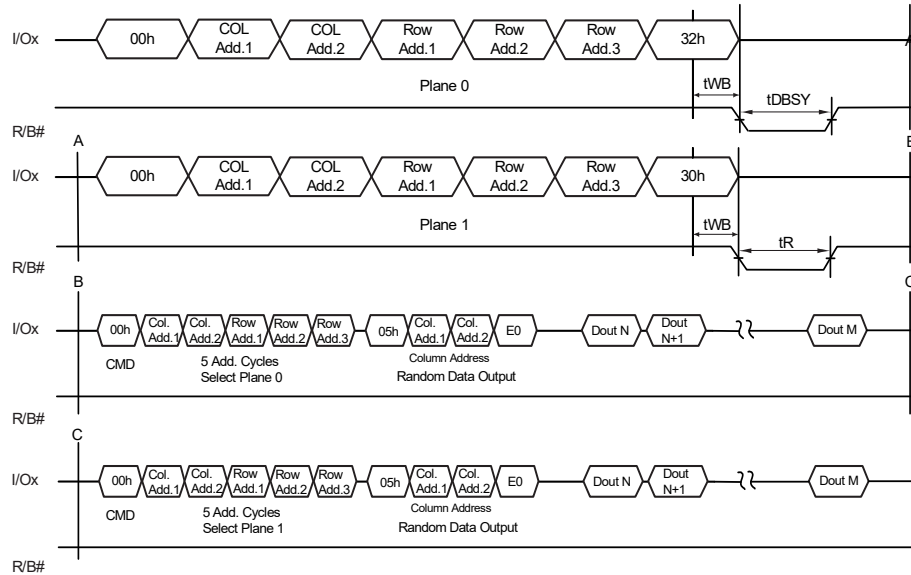 I/Ox 00h COL Add.1 COL Add.2 Row Add.1 Row Add.2 Row Add.3 32h A
Plane 0 tWB tDBSY
R/B#
A B
I/Ox 00h COL Add.1 COL Add.2 Row Add.1 Row Add.2 Row Add.3 30h
Plane 1 tWB tR
R/B#
B C
I/Ox 00h Col. Add.1 Col. Add.2 Row Add.1 Row Add.2 Row Add.3 05h Col. Add.1 Col. Add.2 E0 Dout N Dout N+1 Dout M
CMD 5 Add. Cycles Column Address
Select Plane 0 Random Data Output
R/B#
C
I/Ox 00h Col. Add.1 Col. Add.2 Row Add.1 Row Add.2 Row Add.3 05h Col. Add.1 Col. Add.2 E0 Dout N Dout N+1 Dout M
CMD 5 Add. Cycles Column Address
Select Plane 1 Random Data Output
R/B#